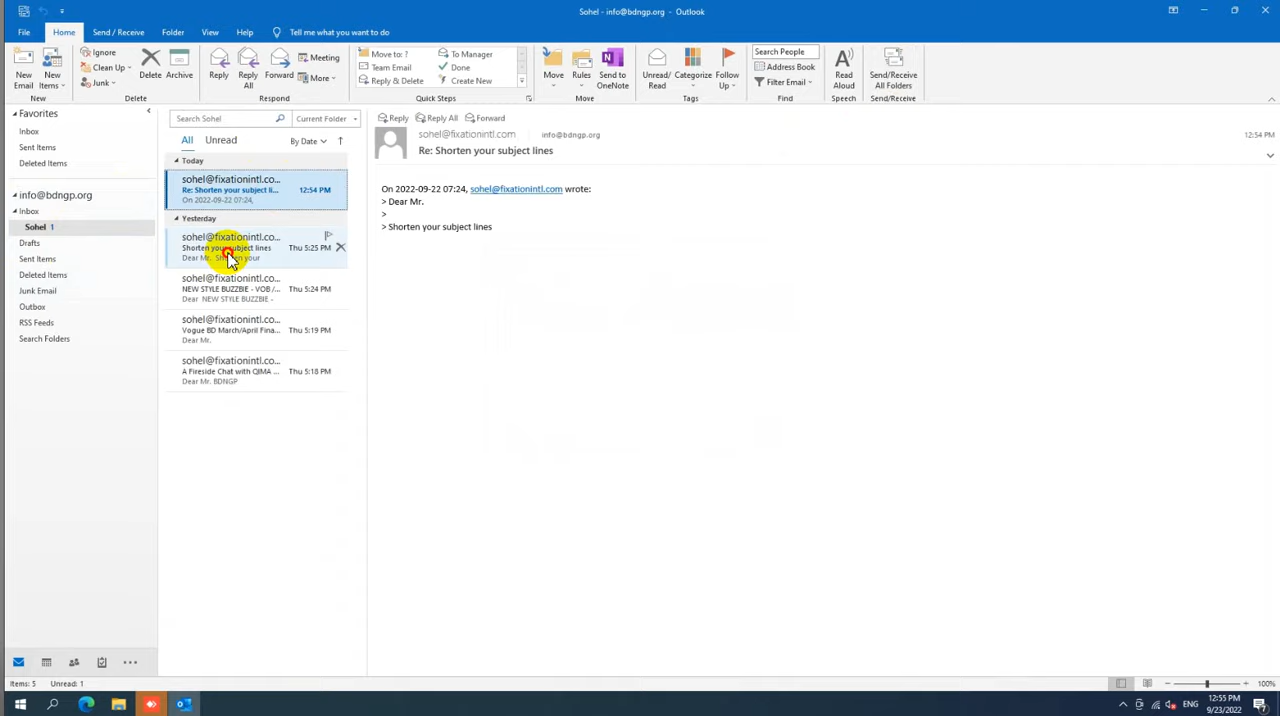 Sohel - info@bdngp.org - Outlook
File
Home
Send / Receive
Folder
View
Help
Tell me what you want to do
New
Email
New
Items
New
Ignore
Clean Up
Junk
Delete
Archive
Delete
Reply
Reply
All
Forward
Meeting
More
Respond
Move to: ?
Team Email
Reply & Delete
To Manager
Done
Create New
Quick Steps
Move
Rules
Send to
OneNote
Move
Unread/
Read
Categorize
Follow
Up
Tags
Search People
Address Book
Filter Email
Find
Read
Aloud
Speech
Send/Receive
All Folders
Send/Receive
Favorites
Inbox
Sent Items
Deleted Items
info@bdngp.org
Inbox
Sohel 1
Drafts
Sent Items
Deleted Items
Junk Email
Outbox
RSS Feeds
Search Folders
Search Sohel
Current Folder
All
Unread
By Date
Today
sohel@fixationintl.co...
Re: Shorten your subject li... 12:54 PM
On 2022-09-22 07:24,
Yesterday
sohel@fixationintl.co...
Shorten your subject lines Thu 5:25 PM
Dear Mr. Shorten your
sohel@fixationintl.co...
NEW STYLE BUZZBIE - VOB /... Thu 5:24 PM
Dear NEW STYLE BUZZBIE -
sohel@fixationintl.co...
Vogue BD March/April Fina... Thu 5:19 PM
Dear Mr.
sohel@fixationintl.co...
A Fireside Chat with QIMA ... Thu 5:18 PM
Dear Mr. BDNGP
Reply
Reply All
Forward
sohel@fixationintl.com
info@bdngp.org
12:54 PM
Re: Shorten your subject lines
On 2022-09-22 07:24, sohel@fixationintl.com wrote:
> Dear Mr.
>
> Shorten your subject lines
Items: 5
Unread: 1
100%
ENG
12:55 PM
9/23/2022